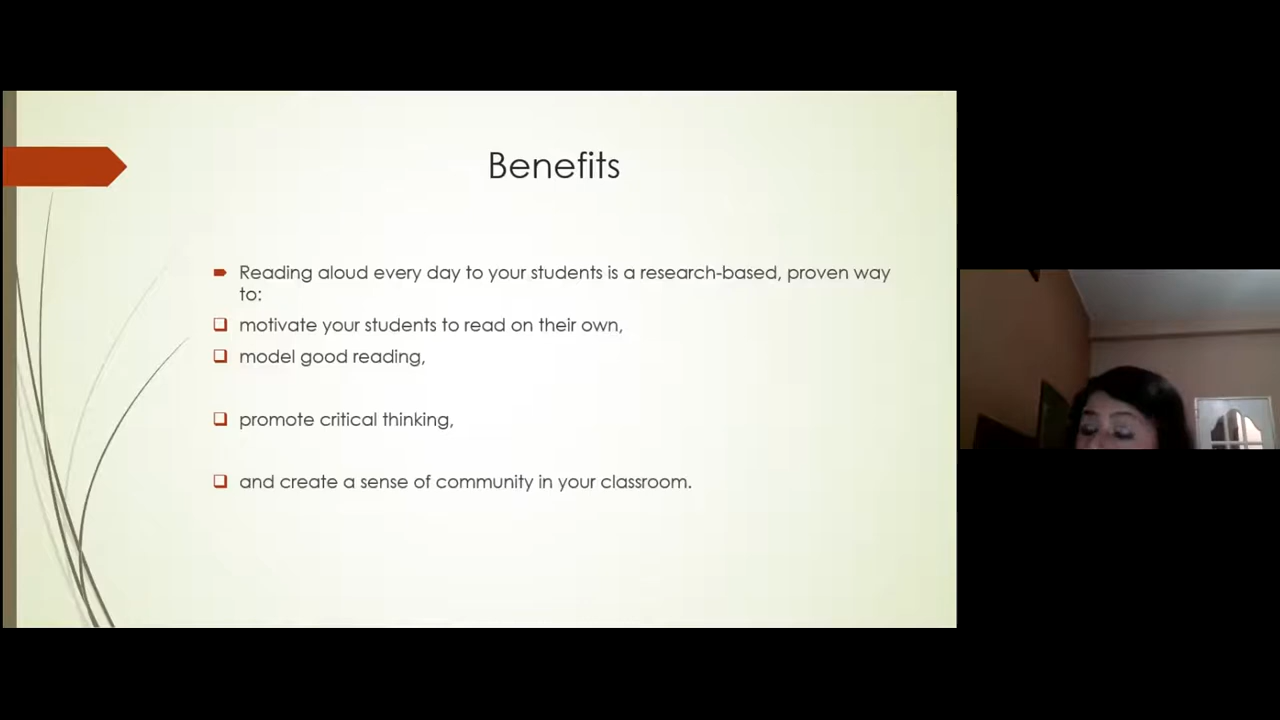 Benefits
Reading aloud every day to your students is a research-based, proven way
to:
motivate your students to read on their own,
model good reading,
promote critical thinking,
and create a sense of community in your classroom.